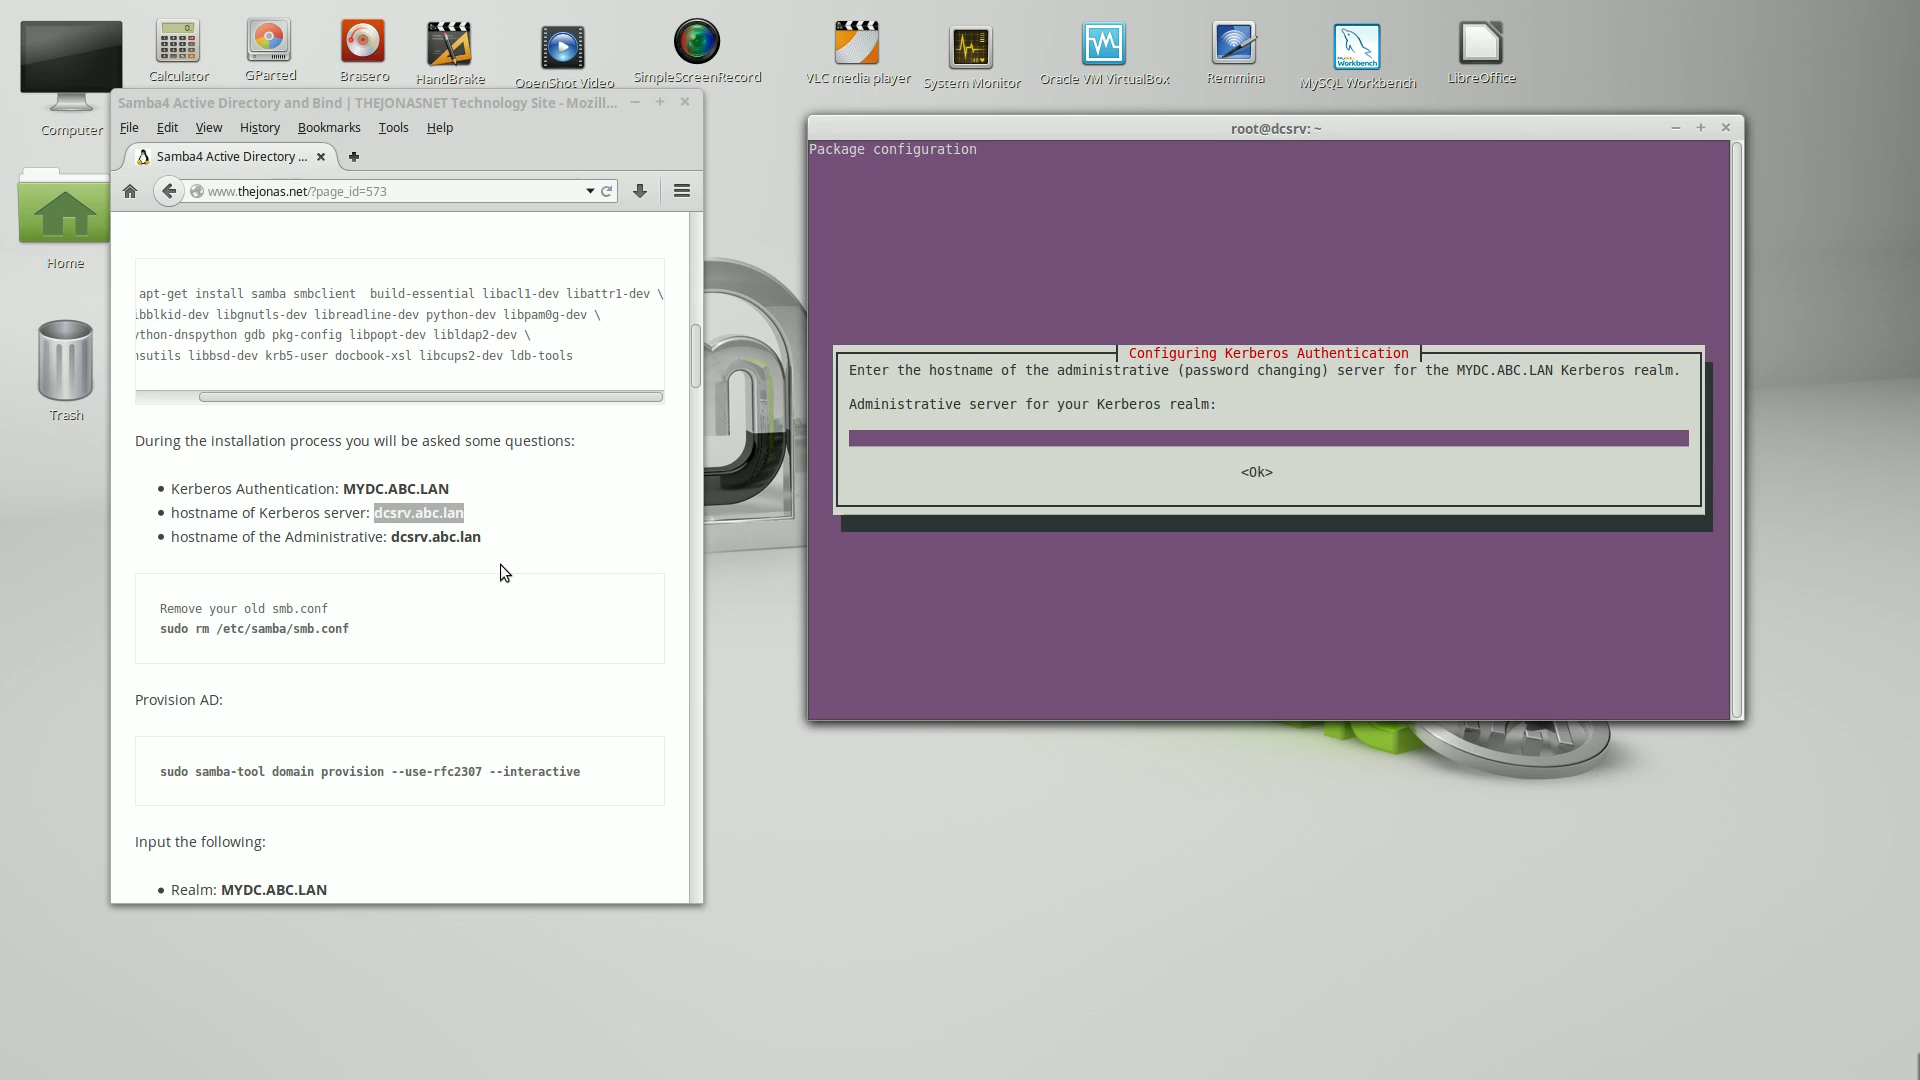 Calculator
GParted
Brasero
HandBrake
OpenShot Video
SimpleScreenRecord
VLC media player
System Monitor
Oracle VM VirtualBox
Remmina
MySQL Workbench
LibreOffice
Computer
Home
Trash
Samba4 Active Directory and Bind | THEJONASNET Technology Site - Mozill...
File Edit View History Bookmarks Tools Help
Samba4 Active Directory ...
www.thejonas.net/?page_id=573
apt-get install samba smbclient  build-essential libacl1-dev libattr1-dev \
ibblkid-dev libgnutls-dev libreadline-dev python-dev libpam0g-dev \
ython-dnspython gdb pkg-config libpopt-dev libldap2-dev \
nsutils libbsd-dev krb5-user docbook-xsl libcups2-dev ldb-tools
During the installation process you will be asked some questions:
• Kerberos Authentication: MYDC.ABC.LAN
• hostname of Kerberos server: dcsrv.abc.lan
• hostname of the Administrative: dcsrv.abc.lan
Remove your old smb.conf
sudo rm /etc/samba/smb.conf
Provision AD:
sudo samba-tool domain provision --use-rfc2307 --interactive
Input the following:
• Realm: MYDC.ABC.LAN
root@dcsrv: ~
Package configuration
Configuring Kerberos Authentication
Enter the hostname of the administrative (password changing) server for the MYDC.ABC.LAN Kerberos realm.
Administrative server for your Kerberos realm:
<Ok>